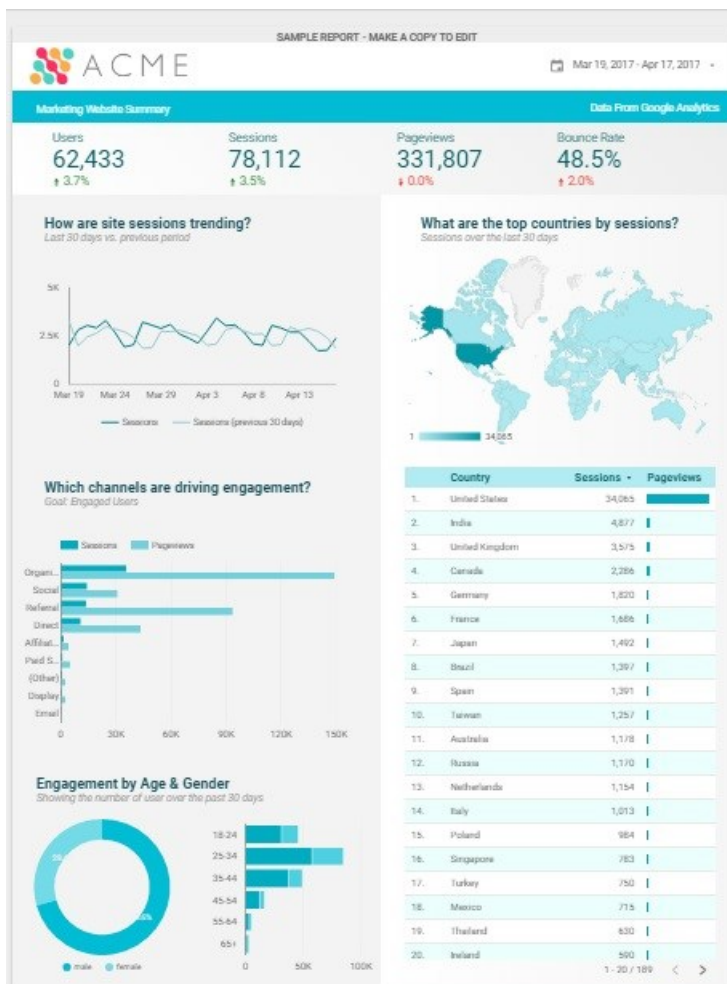 SAMPLE REPORT - MAKE A COPY TO EDIT
ACME
Mar 19, 2017 - Apr 17, 2017
Marketing Website Summary
Data From Google Analytics
Users
62,433
3.7%
Sessions
78,112
3.5%
Pageviews
331,807
0.0%
Bounce Rate
48.5%
2.0%
How are site sessions trending?
Last 30 days vs. previous period
5K
2.5K
0
Mar 19 Mar 24 Mar 29 Apr 3 Apr 8 Apr 13
Sessions Sessions (previous 30 days)
Which channels are driving engagement?
Goal: Engaged Users
Sessions Pageviews
Organi...
Social
Referral
Direct
Affiliat...
Paid S...
(Other)
Display
Email
0 30K 60K 90K 120K 150K
Engagement by Age & Gender
Showing the number of user over the past 30 days
male female
18-24
25-34
35-44
45-54
55-64
65+
0 50K 100K
What are the top countries by sessions?
Sessions over the last 30 days
1 34,065
Country Sessions Pageviews
1. United States 34,065
2. India 4,877
3. United Kingdom 3,575
4. Canada 2,286
5. Germany 1,820
6. France 1,686
7. Japan 1,492
8. Brazil 1,397
9. Spain 1,391
10. Taiwan 1,257
11. Australia 1,178
12. Russia 1,170
13. Netherlands 1,154
14. Italy 1,013
15. Poland 984
16. Singapore 783
17. Turkey 750
18. Mexico 715
19. Thailand 630
20. Ireland 590
1 - 20 / 189 < >